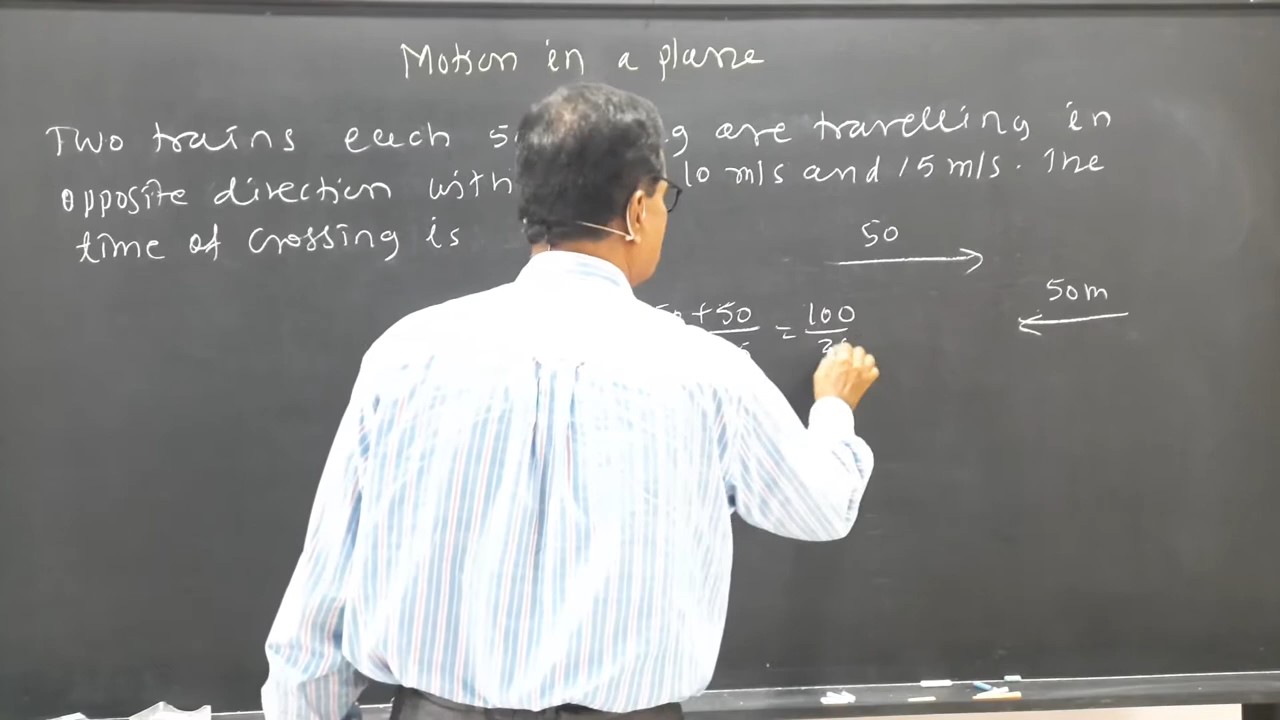 Motion in a plane
Two trains each are travelling in
opposite direction with 10 m/s and 15 m/s. The
time of crossing is
50
50m
+ 50 = 100